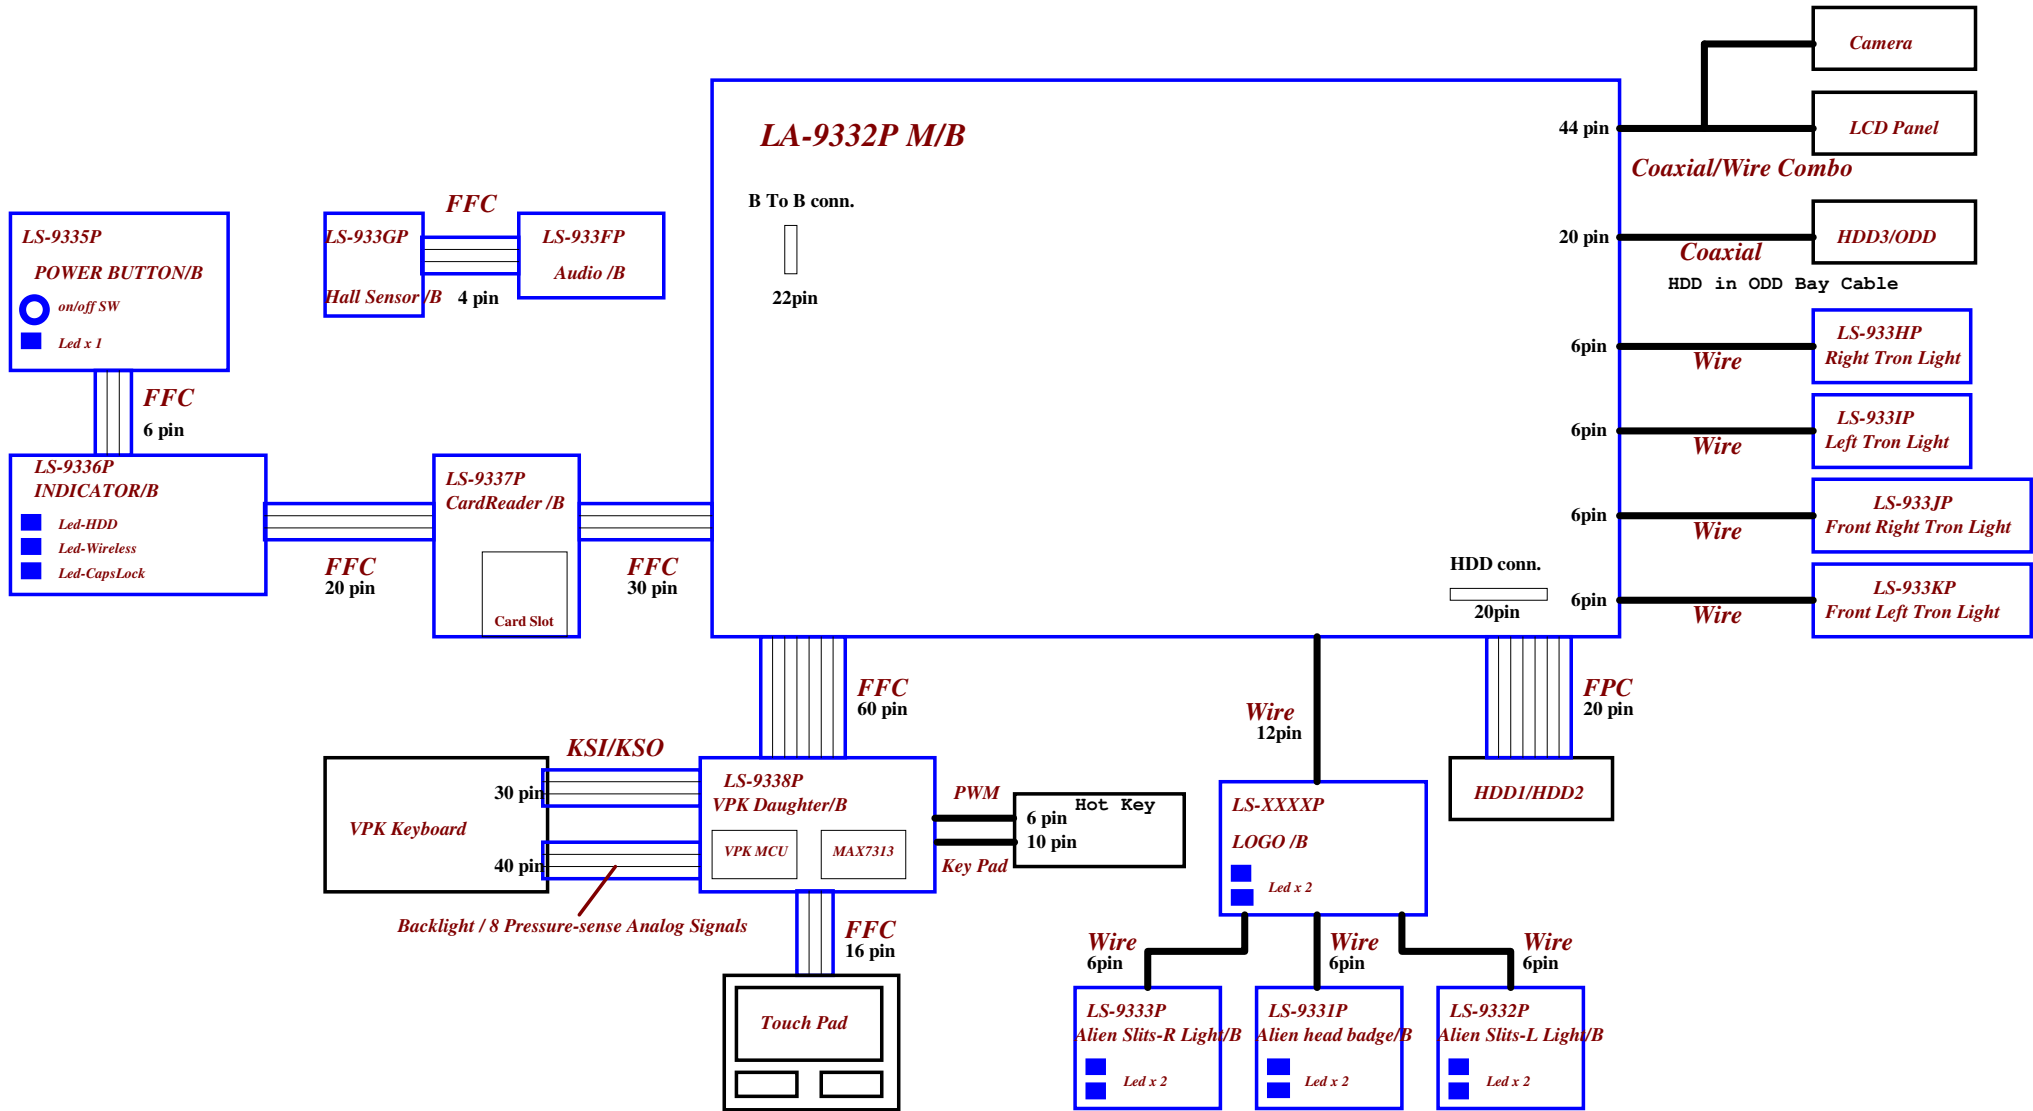 Camera
LA-9332P M/B
44 pin
LCD Panel
Coaxial/Wire Combo
B To B conn.
22pin
FFC
LS-9335P
POWER BUTTON/B
on/off SW
Led x 1
LS-933GP
Hall Sensor /B
4 pin
LS-933FP
Audio /B
20 pin
Coaxial
HDD3/ODD
HDD in ODD Bay Cable
6pin
Wire
LS-933HP
Right Tron Light
FFC
6 pin
6pin
Wire
LS-933IP
Left Tron Light
LS-9336P
INDICATOR/B
Led-HDD
Led-Wireless
Led-CapsLock
FFC
20 pin
LS-9337P
CardReader /B
Card Slot
FFC
30 pin
6pin
Wire
LS-933JP
Front Right Tron Light
HDD conn.
20pin
6pin
Wire
LS-933KP
Front Left Tron Light
FFC
60 pin
Wire
12pin
FPC
20 pin
KSI/KSO
30 pin
VPK Keyboard
40 pin
LS-9338P
VPK Daughter/B
VPK MCU
MAX7313
PWM
Hot Key
6 pin
10 pin
Key Pad
LS-XXXXP
LOGO /B
Led x 2
HDD1/HDD2
Backlight / 8 Pressure-sense Analog Signals
FFC
16 pin
Touch Pad
Wire
6pin
Wire
6pin
Wire
6pin
LS-9333P
Alien Slits-R Light/B
Led x 2
LS-9331P
Alien head badge/B
Led x 2
LS-9332P
Alien Slits-L Light/B
Led x 2